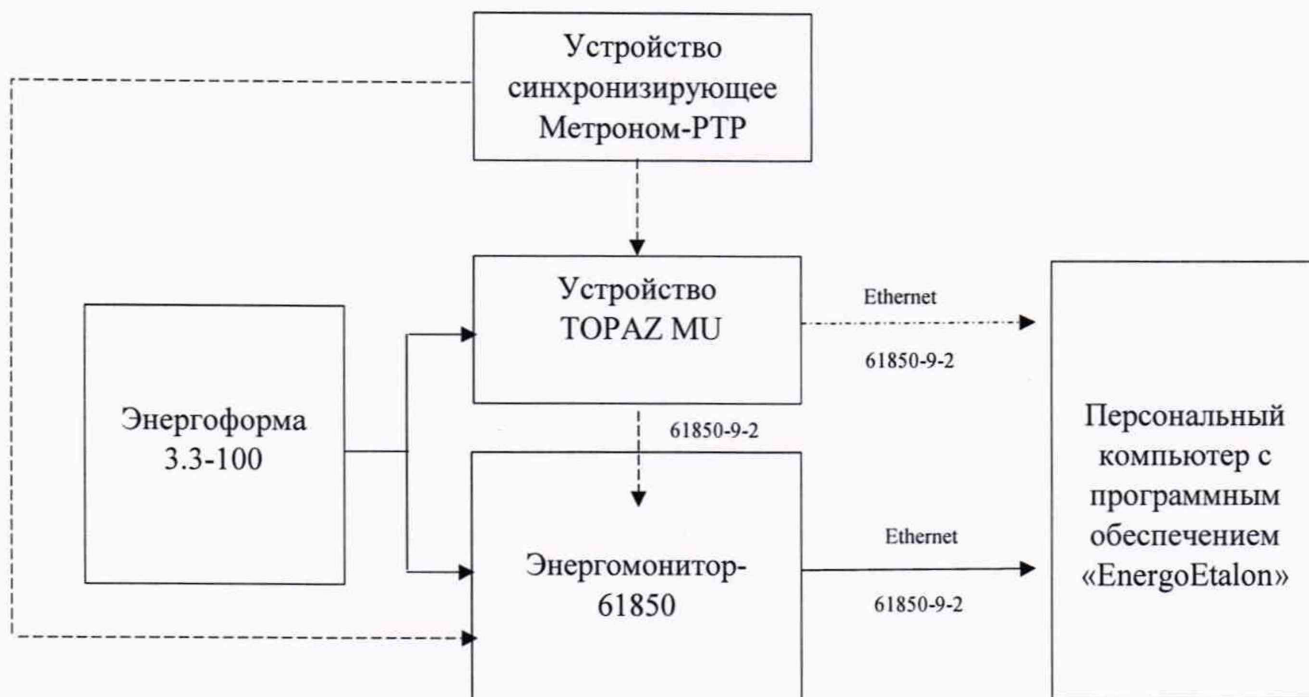 Устройство
синхронизирующее
Метроном-PTP
Устройство
TOPAZ MU
Ethernet
61850-9-2
Энергоформа
3.3-100
61850-9-2
Энергомонитор-
61850
Ethernet
61850-9-2
Персональный
компьютер с
программным
обеспечением
«EnergoEtalon»